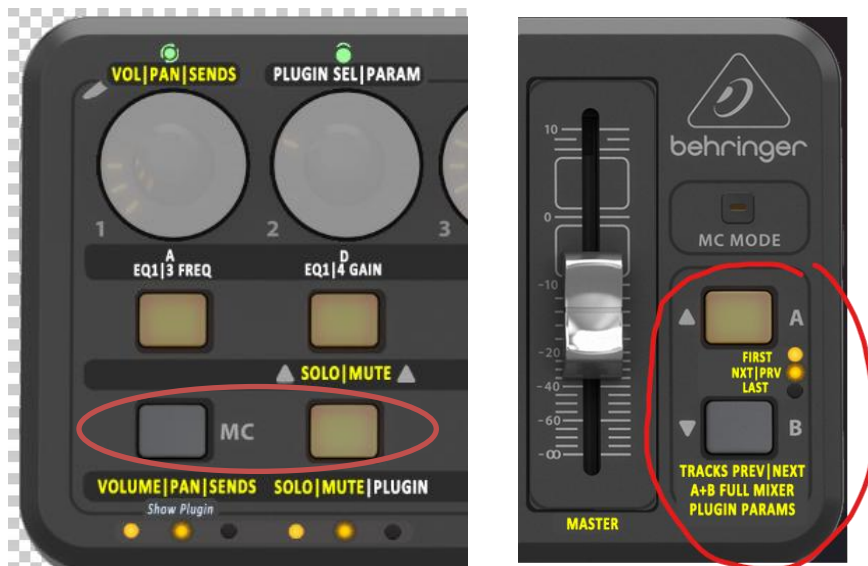 VOL|PAN|SENDS
PLUGIN SEL|PARAM
1
2
3
A
EQ1|3 FREQ
D
EQ1|4 GAIN
SOLO|MUTE
MC
VOLUME|PAN|SENDS
SOLO|MUTE|PLUGIN
Show Plugin
behringer
MC MODE
10
0
-10
-20
-40
-60
-∞
MASTER
A
FIRST
NXT|PRV
LAST
B
TRACKS PREV|NEXT
A+B FULL MIXER
PLUGIN PARAMS